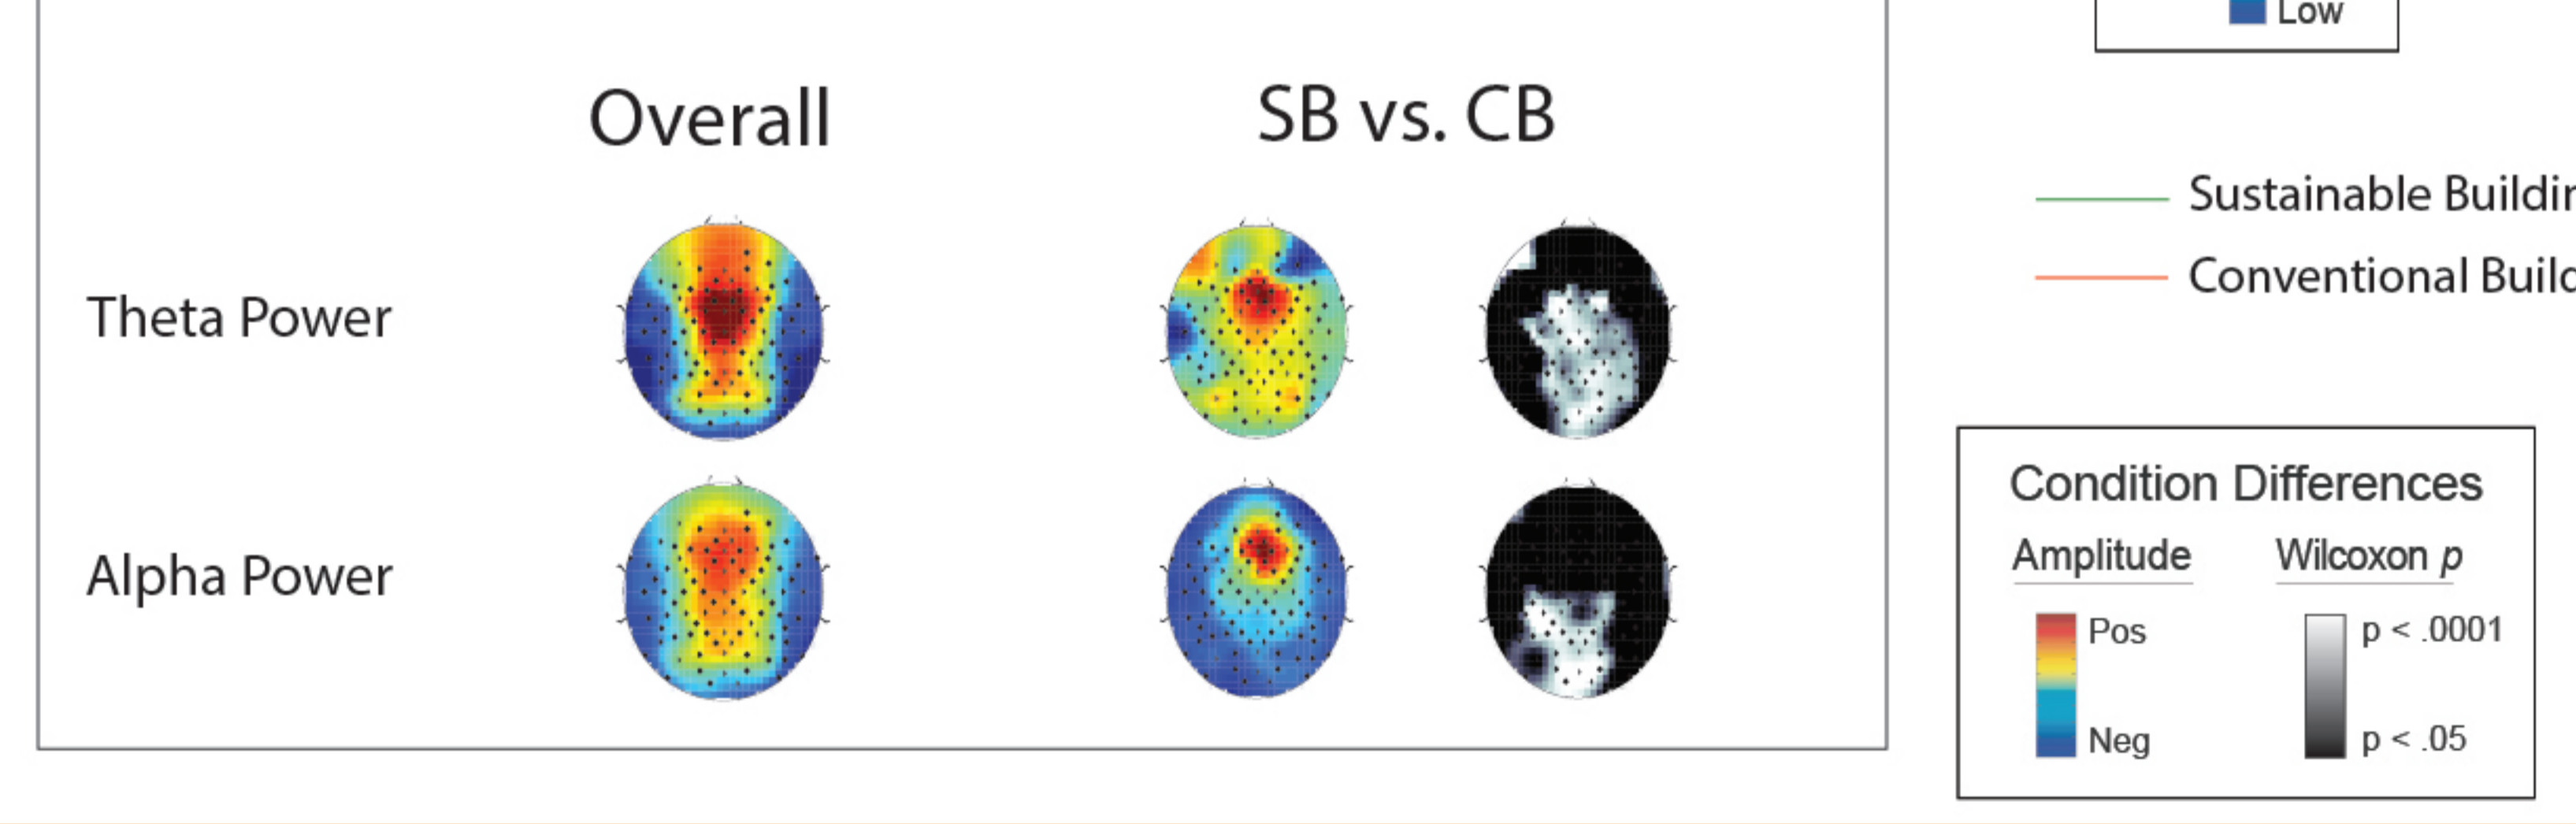 Low
Overall
SB vs. CB
Sustainable Buildin
Theta Power
Conventional Build
Condition Differences
Amplitude
Wilcoxon p
Alpha Power
Pos
p < .0001
Neg
p < .05